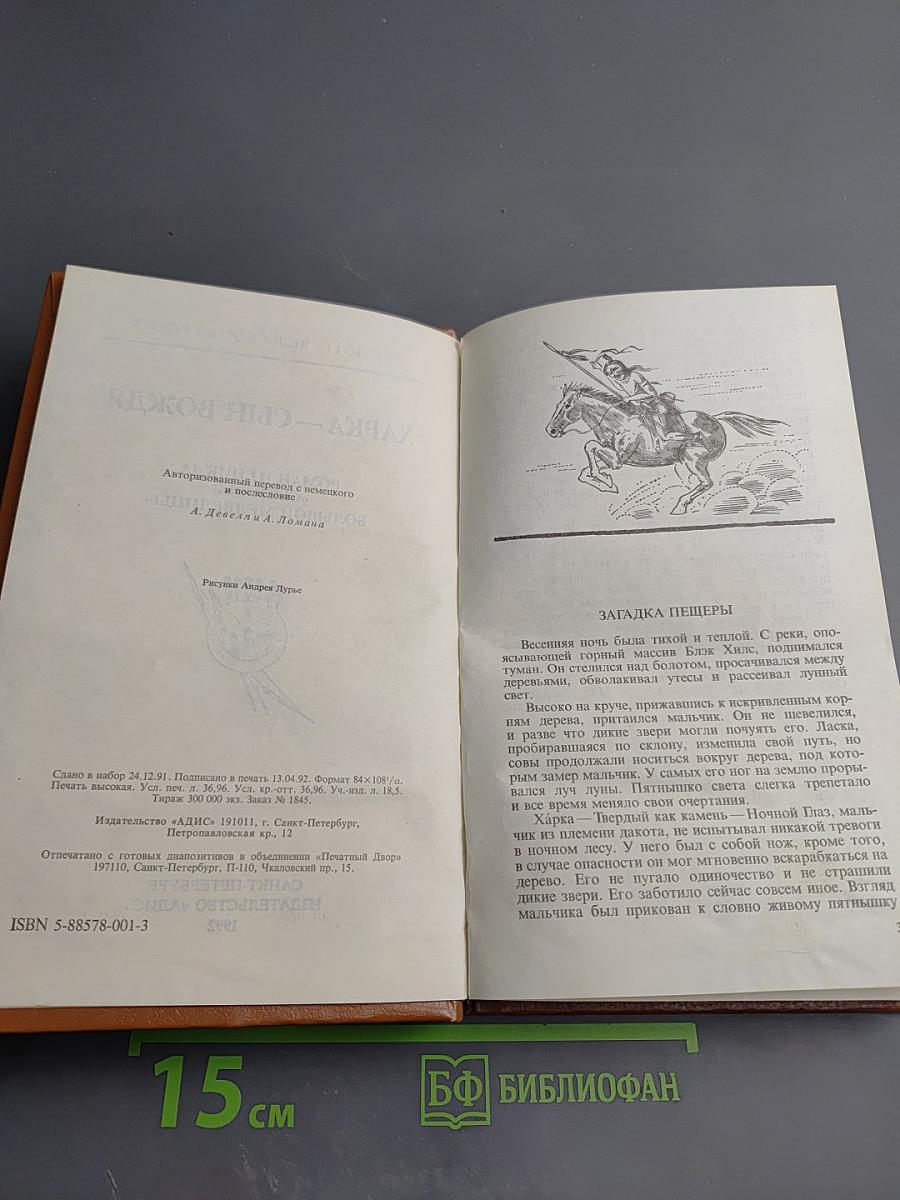 Авторизованный перевод с немецкого
и послесловие
А. Девеля и А. Ломана
Рисунки Андрея Лурье
Сдано в набор 24.12.91. Подписано в печать 13.04.92. Формат 84×108¹/₃₂.
Печать высокая. Усл. печ. л. 36,96. Усл. кр.-отт. 36,96. Уч.-изд. л. 18,5.
Тираж 300 000 экз. Заказ № 1845.
Издательство «АДИС» 191011, г. Санкт-Петербург,
Петропавловская кр., 12
Отпечатано с готовых диапозитивов в объединении «Печатный Двор»
197110, Санкт-Петербург, П-110, Чкаловский пр., 15.
ISBN 5-88578-001-3
ЗАГАДКА ПЕЩЕРЫ
Весенняя ночь была тихой и теплой. С реки, опо-
ясывающей горный массив Блэк Хилс, поднимался
туман. Он стелился над болотом, просачивался между
деревьями, обволакивал утесы и рассеивал лунный
свет.
Высоко на круче, прижавшись к искривленным кор-
ням дерева, притаился мальчик. Он не шевелился,
и разве что дикие звери могли почуять его. Ласка,
пробиравшаяся по склону, изменила свой путь, но
совы продолжали носиться вокруг дерева, под кото-
рым замер мальчик. У самых его ног на землю проры-
вался луч луны. Пятнышко света слегка трепетало
и все время меняло свои очертания.
Ха́рка — Твердый как камень — Ночной Глаз, маль-
чик из племени дакота, не испытывал никакой тревоги
в ночном лесу. У него был с собой нож, кроме того,
в случае опасности он мог мгновенно вскарабкаться на
дерево. Его не пугало одиночество и не страшили
дикие звери. Его заботило сейчас совсем иное. Взгляд
мальчика был прикован к словно живому пятнышку
3
15 см
БФ БИБЛИОФАН